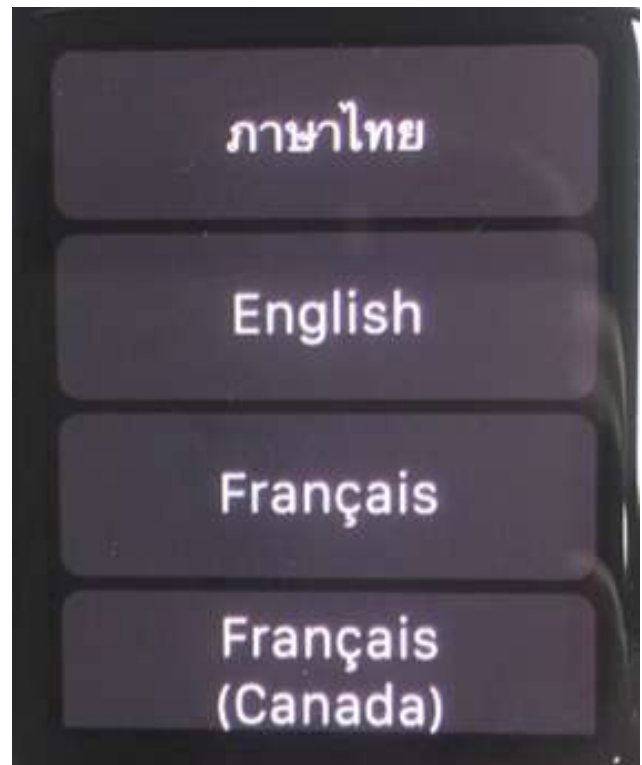 ภาษาไทย
English
Français
Français
(Canada)